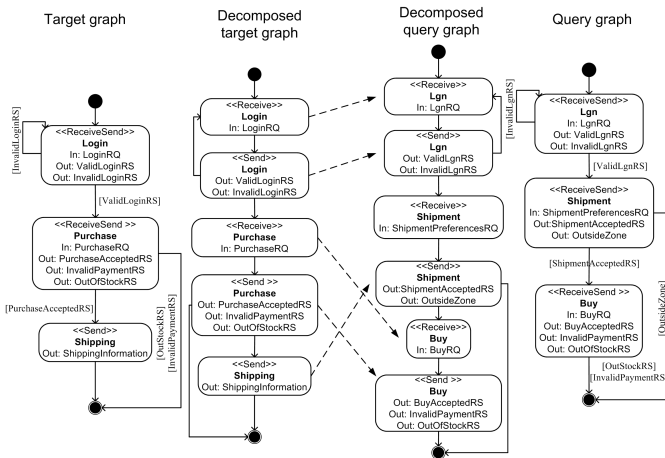 Target graph
Decomposed
target graph
Decomposed
query graph
Query graph
<<ReceiveSend>>
Login
In: LoginRQ
Out: ValidLoginRS
Out: InvalidLoginRS
[InvalidLoginRS]
[ValidLoginRS]
<<ReceiveSend>>
Purchase
In: PurchaseRQ
Out: PurchaseAcceptedRS
Out: InvalidPaymentRS
Out: OutOfStockRS
[PurchaseAcceptedRS]
[OutStockRS]
[InvalidPaymentRS]
<<Send>>
Shipping
Out: ShippingInformation
<<Receive>>
Login
In: LoginRQ
<<Send>>
Login
Out: ValidLoginRS
Out: InvalidLoginRS
<<Receive>>
Purchase
In: PurchaseRQ
<<Send >>
Purchase
Out: PurchaseAcceptedRS
Out: InvalidPaymentRS
Out: OutOfStockRS
<<Send>>
Shipping
Out: ShippingInformation
<<Receive>>
Lgn
In: LgnRQ
<<Send>>
Lgn
Out: ValidLgnRS
Out: InvalidLgnRS
<<Receive>>
Shipment
In: ShipmentPreferencesRQ
<<Send>>
Shipment
Out:ShipmentAcceptedRS
Out: OutsideZone
<<Receive>>
Buy
In: BuyRQ
<<Send >>
Buy
Out: BuyAcceptedRS
Out: InvalidPaymentRS
Out: OutOfStockRS
[InvalidLgnRS]
<<ReceiveSend>>
Lgn
In: LgnRQ
Out: ValidLgnRS
Out: InvalidLgnRS
[ValidLgnRS]
<<ReceiveSend>>
Shipment
In: ShipmentPreferencesRQ
Out:ShipmentAcceptedRS
Out: OutsideZone
[ShipmentAcceptedRS]
[OutsideZone]
<<ReceiveSend>>
Buy
In: BuyRQ
Out: BuyAcceptedRS
Out: InvalidPaymentRS
Out: OutOfStockRS
[OutStockRS]
[InvalidPaymentRS]